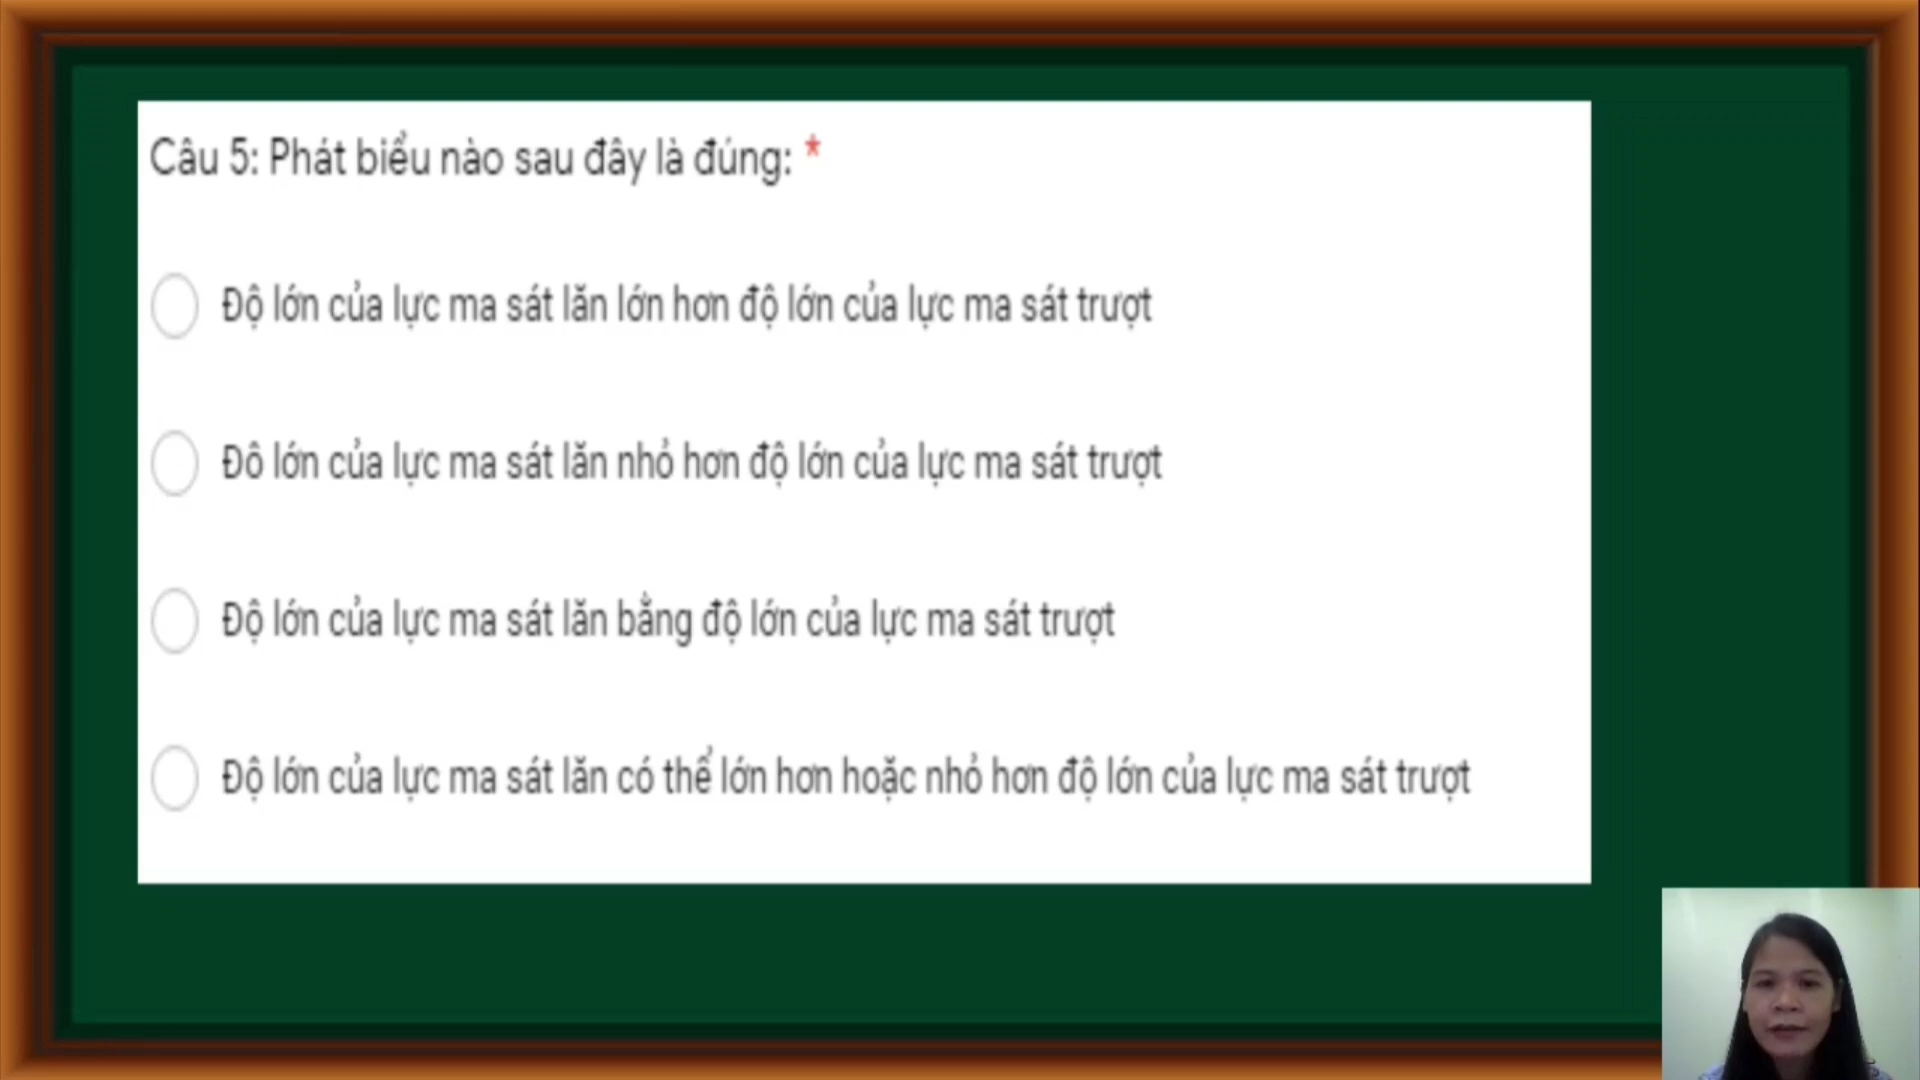 Câu 5: Phát biểu nào sau đây là đúng: *
Độ lớn của lực ma sát lăn lớn hơn độ lớn của lực ma sát trượt
Đô lớn của lực ma sát lăn nhỏ hơn độ lớn của lực ma sát trượt
Độ lớn của lực ma sát lăn bằng độ lớn của lực ma sát trượt
Độ lớn của lực ma sát lăn có thể lớn hơn hoặc nhỏ hơn độ lớn của lực ma sát trượt